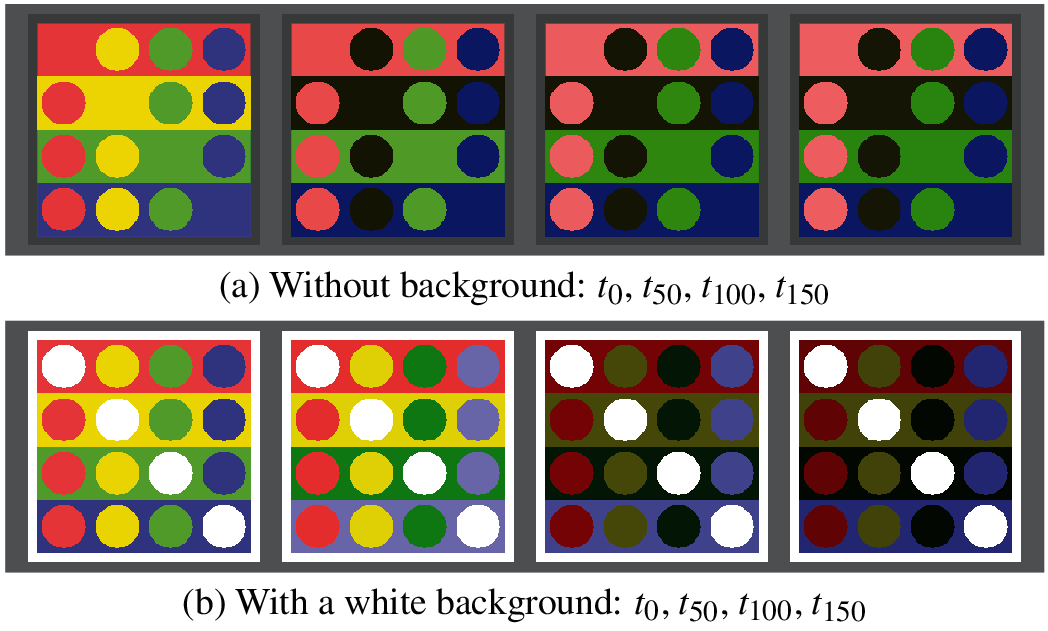 (a) Without background: t0, t50, t100, t150
(b) With a white background: t0, t50, t100, t150